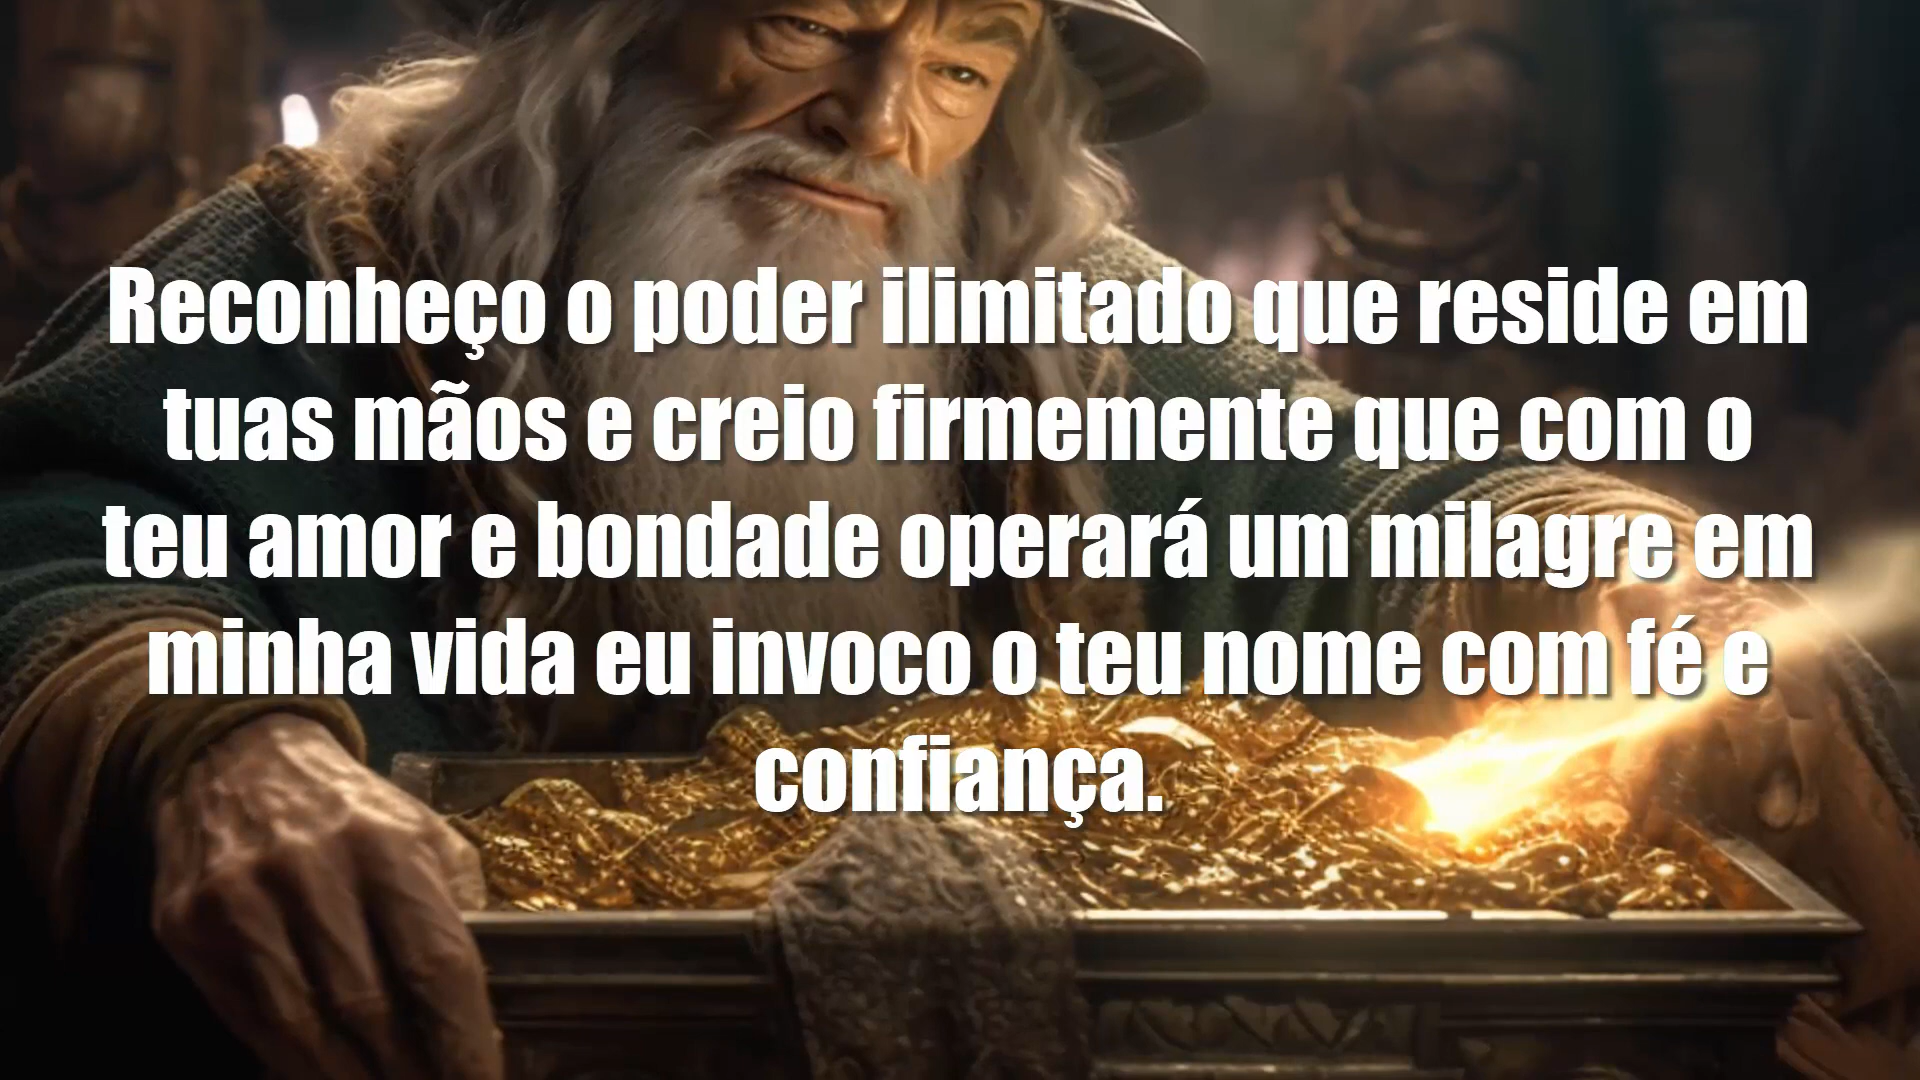 Reconheço o poder ilimitado que reside em
tuas mãos e creio firmemente que com o
teu amor e bondade operará um milagre em
minha vida eu invoco o teu nome com fé e
confiança.